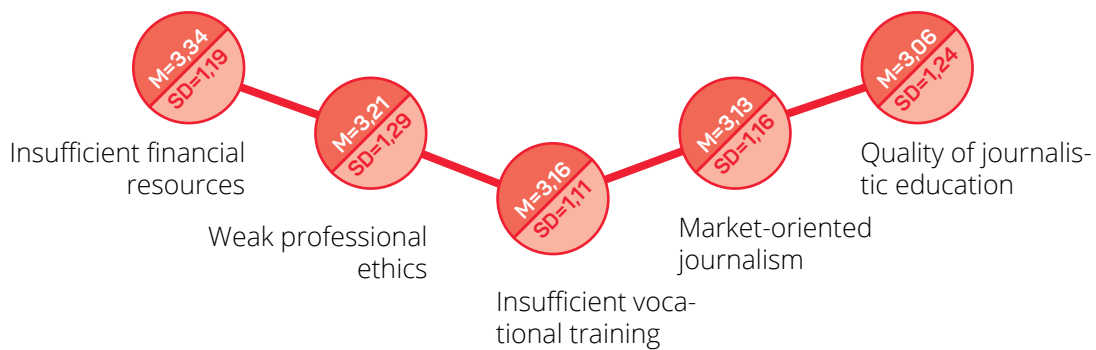 M=3,34
SD=1,19
Insufficient financial
resources
M=3,21
SD=1,29
Weak professional
ethics
M=3,16
SD=1,11
Insufficient voca-
tional training
M=3,13
SD=1,16
Market-oriented
journalism
M=3,06
SD=1,24
Quality of journalis-
tic education